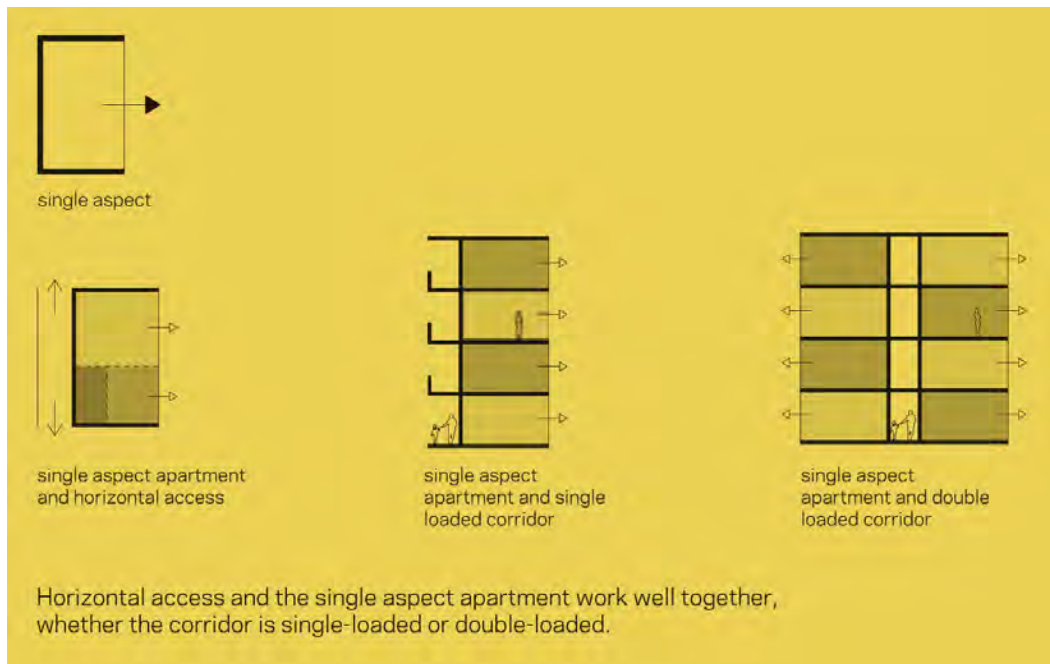 single aspect
single aspect apartment
and horizontal access
single aspect
apartment and single
loaded corridor
single aspect
apartment and double
loaded corridor
Horizontal access and the single aspect apartment work well together,
whether the corridor is single-loaded or double-loaded.